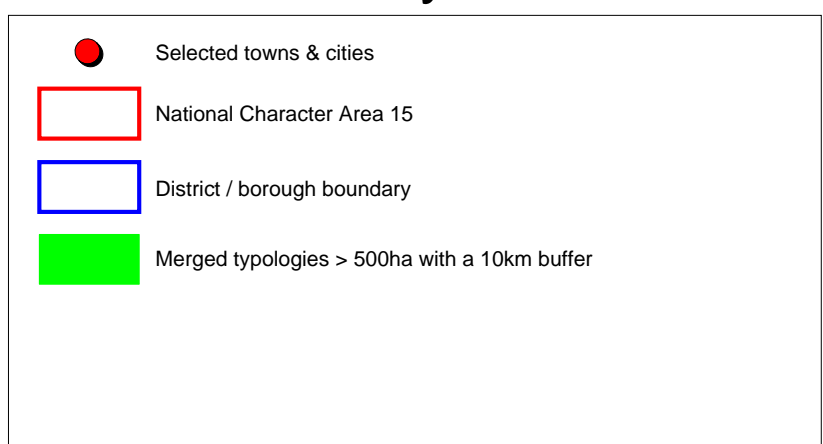 Selected towns & cities
National Character Area 15
District / borough boundary
Merged typologies > 500ha with a 10km buffer